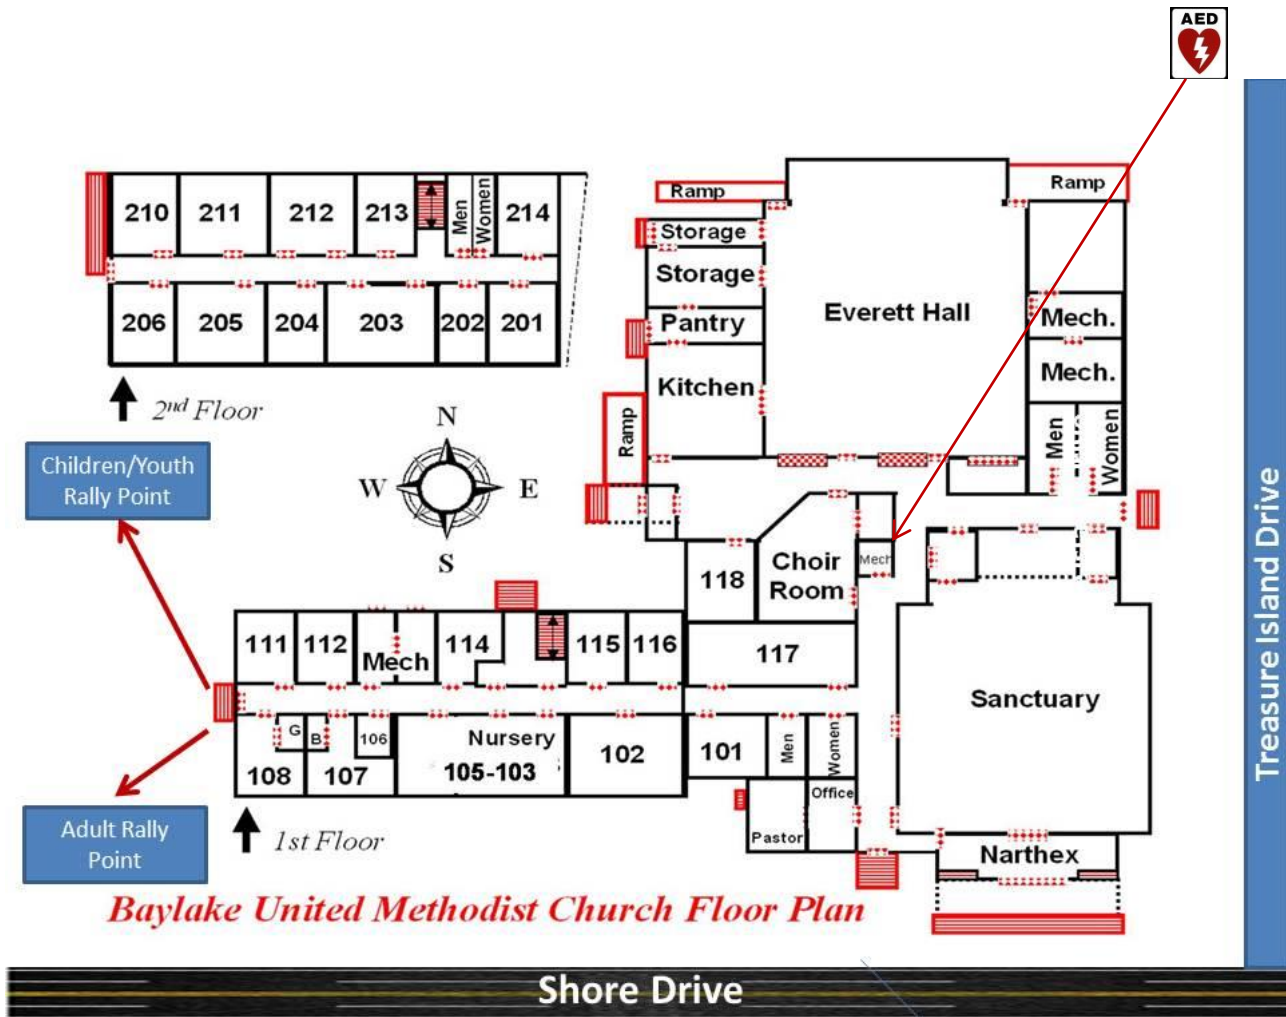 AED
Ramp
Ramp
210
211
212
213
Men
Women
214
Storage
Storage
Everett Hall
206
205
204
203
202
201
Pantry
Mech.
Kitchen
Mech.
2nd Floor
Ramp
Men
Women
Children/Youth
Rally Point
N
W
E
S
118
Choir
Room
Mech
111
112
Mech
114
115
116
117
Sanctuary
G
B
106
108
107
Nursery
105-103
102
101
Men
Women
Office
Pastor
Adult Rally
Point
1st Floor
Narthex
Baylake United Methodist Church Floor Plan
Treasure Island Drive
Shore Drive